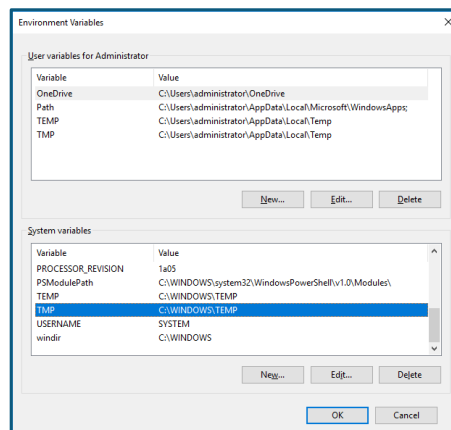 Environment Variables
User variables for Administrator
Variable Value
OneDrive C:\Users\administrator\OneDrive
Path C:\Users\administrator\AppData\Local\Microsoft\WindowsApps;
TEMP C:\Users\administrator\AppData\Local\Temp
TMP C:\Users\administrator\AppData\Local\Temp
New... Edit... Delete
System variables
Variable Value
PROCESSOR_REVISION 1a05
PSModulePath C:\WINDOWS\system32\WindowsPowerShell\v1.0\Modules\
TEMP C:\WINDOWS\TEMP
TMP C:\WINDOWS\TEMP
USERNAME SYSTEM
windir C:\WINDOWS
New... Edit... Delete
OK Cancel